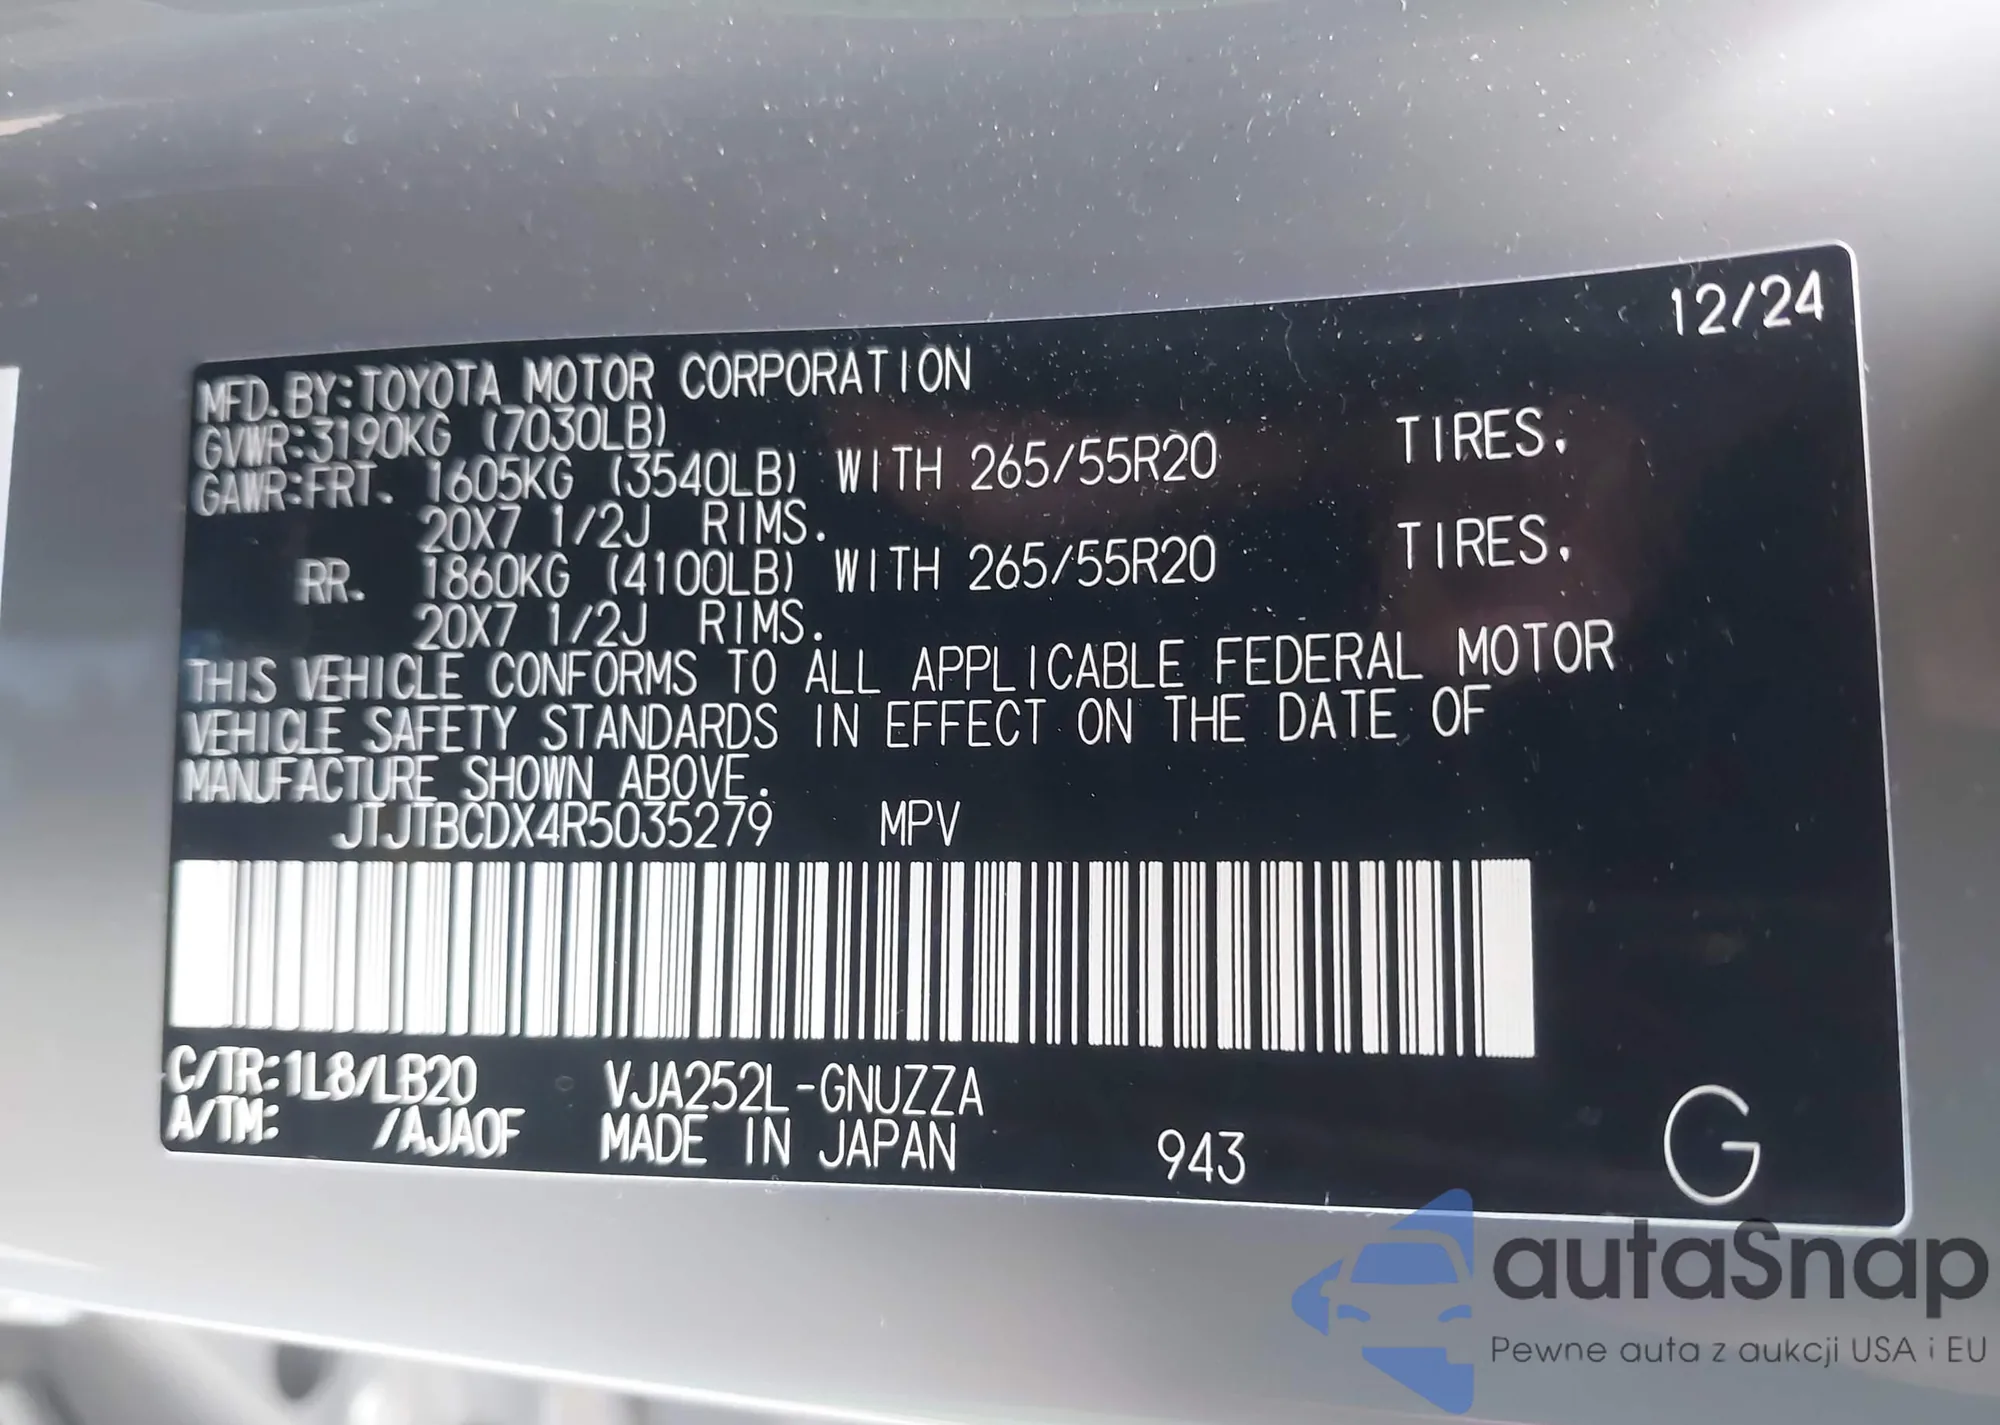 12/24
MFD.BY:TOYOTA MOTOR CORPORATION
GVWR:3190KG (7030LB)
GAWR:FRT. 1605KG (3540LB) WITH 265/55R20 TIRES,
20X7 1/2J RIMS.
RR. 1860KG (4100LB) WITH 265/55R20 TIRES,
20X7 1/2J RIMS.
THIS VEHICLE CONFORMS TO ALL APPLICABLE FEDERAL MOTOR
VEHICLE SAFETY STANDARDS IN EFFECT ON THE DATE OF
MANUFACTURE SHOWN ABOVE.
JTJTBCDX4R5035279 MPV
C/TR:1L8/LB20 VJA252L-GNUZZA
A/TM: /AJA0F MADE IN JAPAN 943 G
autaSnap
Pewne auta z aukcji USA i EU